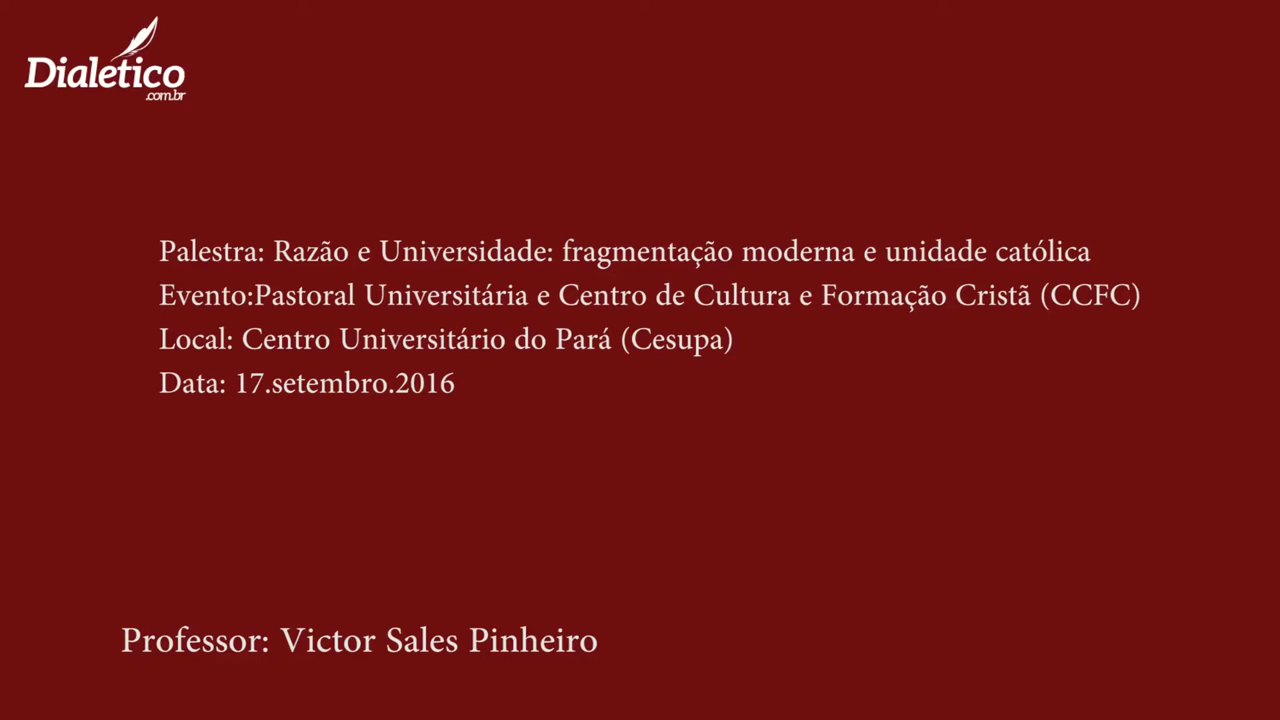 Dialetico
.com.br
Palestra: Razão e Universidade: fragmentação moderna e unidade católica
Evento:Pastoral Universitária e Centro de Cultura e Formação Cristã (CCFC)
Local: Centro Universitário do Pará (Cesupa)
Data: 17.setembro.2016
Professor: Victor Sales Pinheiro